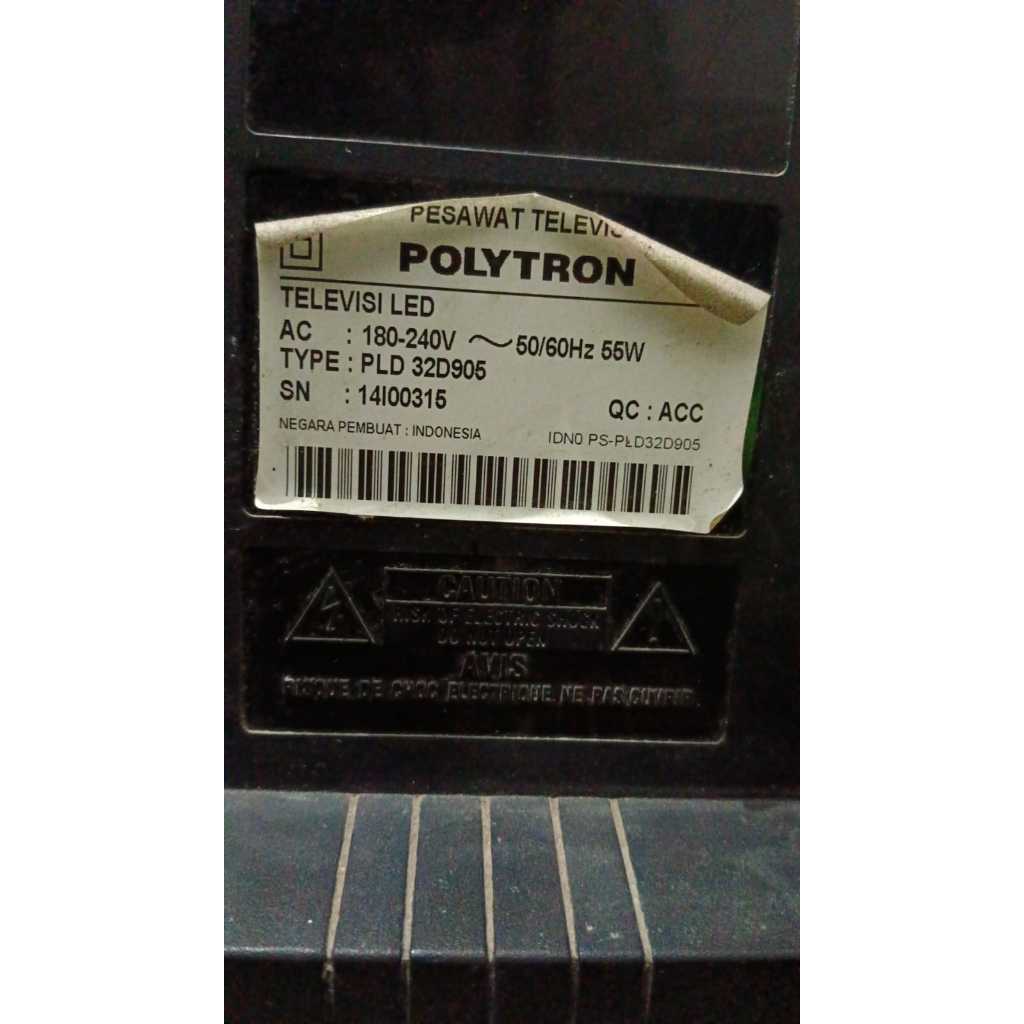 PESAWAT TELEVIS
POLYTRON
TELEVISI LED
AC : 180-240V ～ 50/60Hz 55W
TYPE : PLD 32D905
SN : 14I00315
QC : ACC
NEGARA PEMBUAT : INDONESIA
IDN0 PS-PLD32D905
CAUTION
RISK OF ELECTRIC SHOCK
DO NOT OPEN
AVIS
RISQUE DE CHOC ELECTRIQUE NE PAS OUVRIR